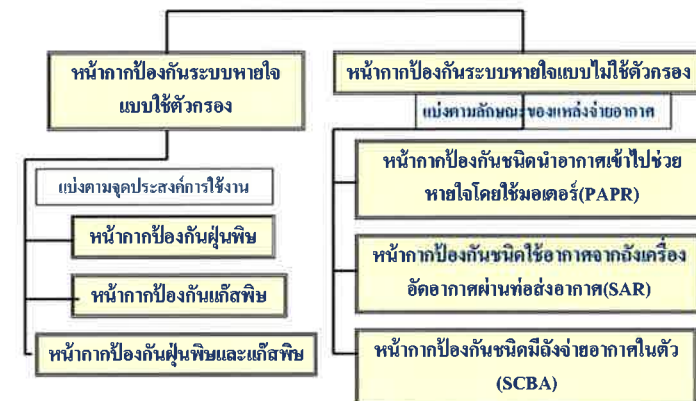 หน้ากากป้องกันระบบหายใจ
แบบใช้ตัวกรอง
แบ่งตามจุดประสงค์การใช้งาน
หน้ากากป้องกันฝุ่นพิษ
หน้ากากป้องกันแก๊สพิษ
หน้ากากป้องกันฝุ่นพิษและแก๊สพิษ
หน้ากากป้องกันระบบหายใจแบบไม่ใช้ตัวกรอง
แบ่งตามลักษณะของแหล่งจ่ายอากาศ
หน้ากากป้องกันชนิดนำอากาศเข้าไปช่วย
หายใจโดยใช้มอเตอร์(PAPR)
หน้ากากป้องกันชนิดใช้อากาศจากถังเครื่อง
อัดอากาศผ่านท่อส่งอากาศ(SAR)
หน้ากากป้องกันชนิดมีถังจ่ายอากาศในตัว
(SCBA)